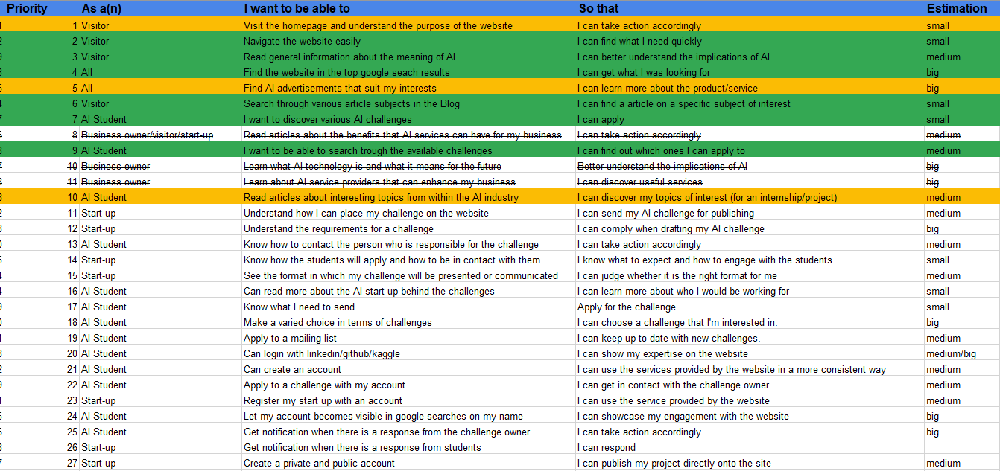 Priority As a(n) I want to be able to So that Estimation
1 Visitor Visit the homepage and understand the purpose of the website I can take action accordingly small
2 Visitor Navigate the website easily I can find what I need quickly small
3 Visitor Read general information about the meaning of AI I can better understand the implications of AI medium
4 All Find the website in the top google seach results I can get what I was looking for big
5 All Find AI advertisements that suit my interests I can learn more about the product/service big
6 Visitor Search through various article subjects in the Blog I can find a article on a specific subject of interest small
7 AI Student I want to discover various AI challenges I can apply small
8 Business owner/visitor/start-up Read articles about the benefits that AI services can have for my business I can take action accordingly medium
9 AI Student I want to be able to search trough the available challenges I can find out which ones I can apply to medium
10 Business owner Learn what AI technology is and what it means for the future Better understand the implications of AI big
11 Business owner Learn about AI service providers that can enhance my business I can discover useful services big
10 AI Student Read articles about interesting topics from within the AI industry I can discover my topics of interest (for an internship/project) medium
11 Start-up Understand how I can place my challenge on the website I can send my AI challenge for publishing medium
12 Start-up Understand the requirements for a challenge I can comply when drafting my AI challenge big
13 AI Student Know how to contact the person who is responsible for the challenge I can take action accordingly medium
14 Start-up Know how the students will apply and how to be in contact with them I know what to expect and how to engage with the students small
15 Start-up See the format in which my challenge will be presented or communicated I can judge whether it is the right format for me medium
16 AI Student Can read more about the AI start-up behind the challenges I can learn more about who I would be working for small
17 AI Student Know what I need to send Apply for the challenge small
18 AI Student Make a varied choice in terms of challenges I can choose a challenge that I'm interested in. big
19 AI Student Apply to a mailing list I can keep up to date with new challenges. medium
20 AI Student Can login with linkedin/github/kaggle I can show my expertise on the website medium/big
21 AI Student Can create an account I can use the services provided by the website in a more consistent way medium
22 AI Student Apply to a challenge with my account I can get in contact with the challenge owner. medium
23 Start-up Register my start up with an account I can use the service provided by the website medium
24 AI Student Let my account becomes visible in google searches on my name I can showcase my engagement with the website big
25 AI Student Get notification when there is a response from the challenge owner I can take action accordingly big
26 Start-up Get notification when there is a response from students I can respond
27 Start-up Create a private and public account I can publish my project directly onto the site medium